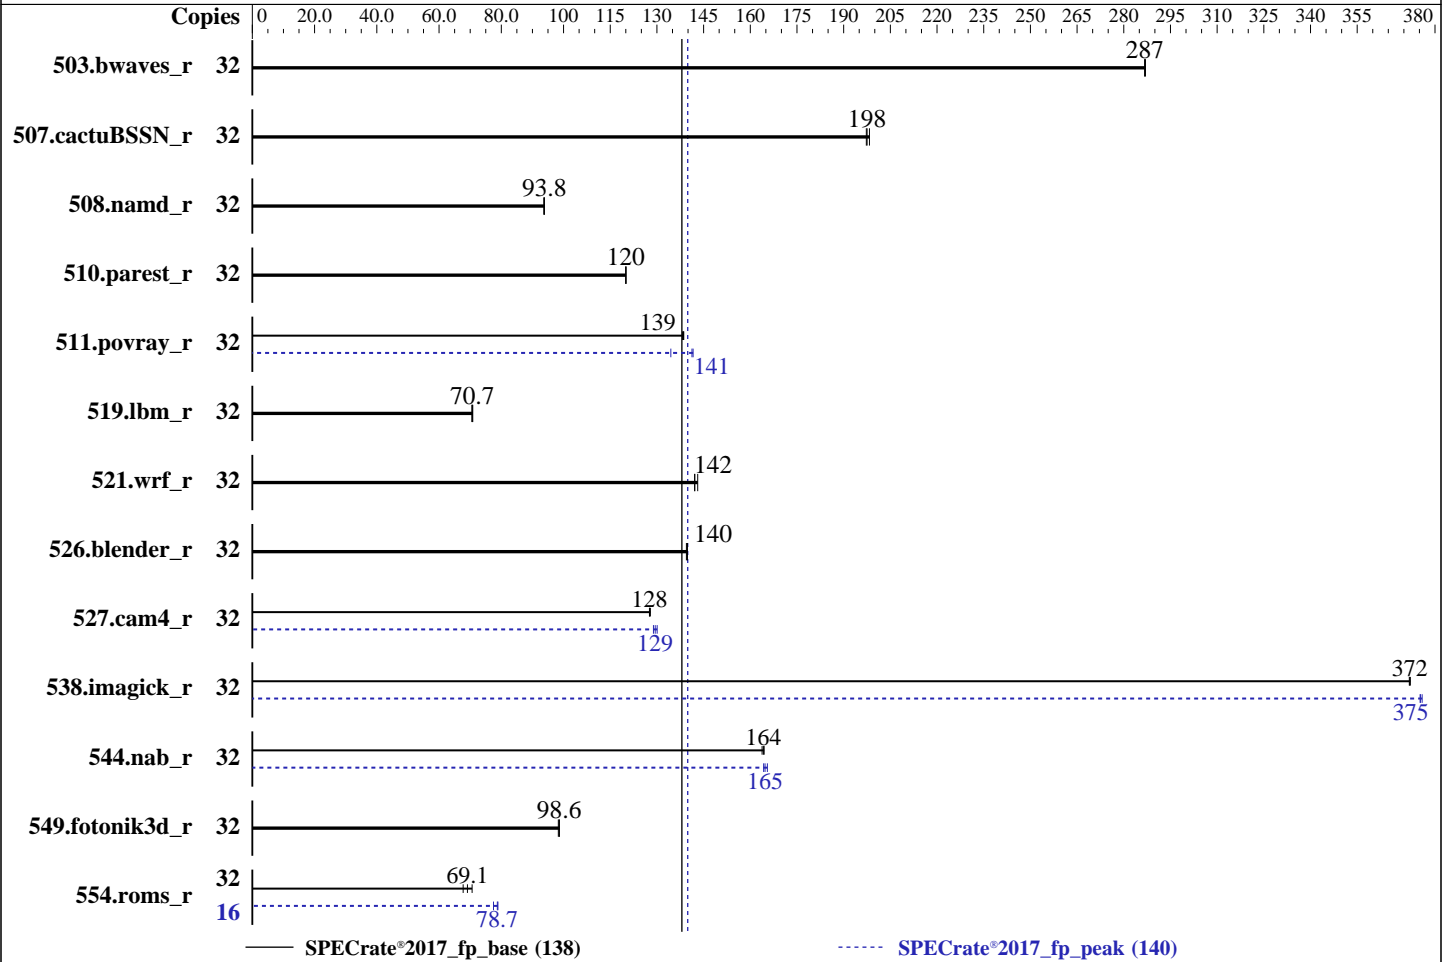 Copies 0 20.0 40.0 60.0 80.0 100 115 130 145 160 175 190 205 220 235 250 265 280 295 310 325 340 355 380
503.bwaves_r 32 287
507.cactuBSSN_r 32 198
508.namd_r 32 93.8
510.parest_r 32 120
511.povray_r 32 139
141
519.lbm_r 32 70.7
521.wrf_r 32 142
526.blender_r 32 140
527.cam4_r 32 128
129
538.imagick_r 32 372
375
544.nab_r 32 164
165
549.fotonik3d_r 32 98.6
554.roms_r 32 69.1
16 78.7
SPECrate®2017_fp_base (138) SPECrate®2017_fp_peak (140)